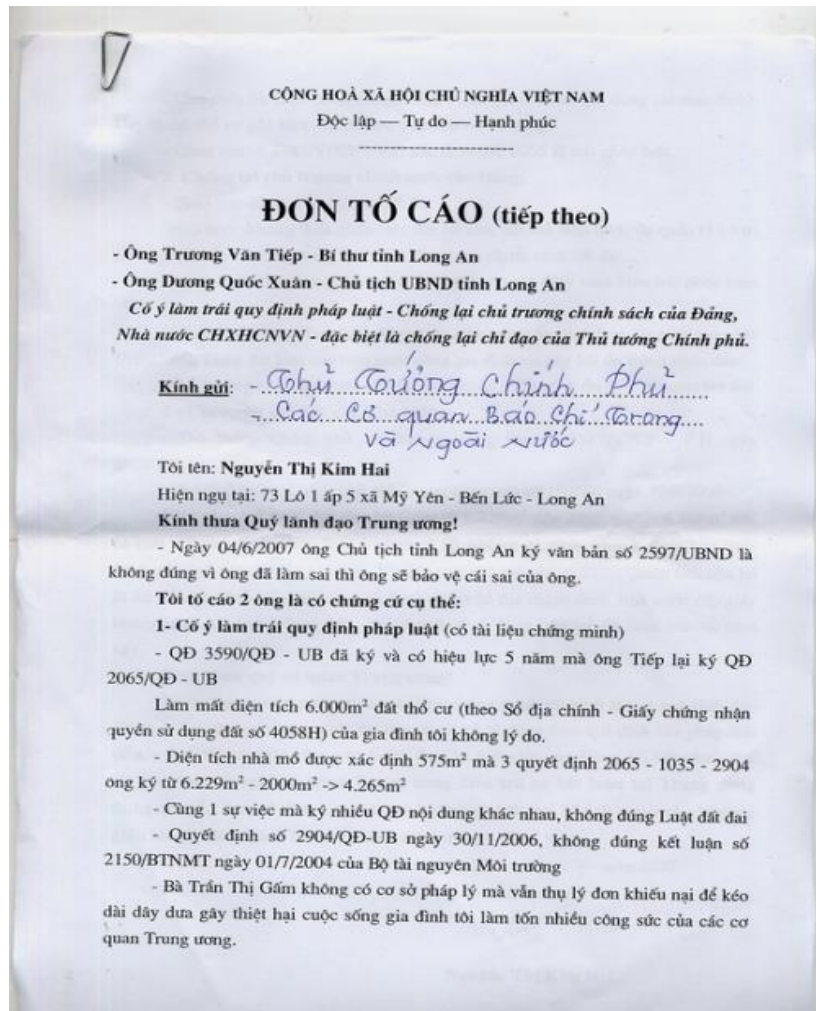 CỘNG HOÀ XÃ HỘI CHỦ NGHĨA VIỆT NAM
Độc lập — Tự do — Hạnh phúc
ĐƠN TỐ CÁO (tiếp theo)
- Ông Trương Văn Tiếp - Bí thư tỉnh Long An
- Ông Dương Quốc Xuân - Chủ tịch UBND tỉnh Long An
Cố ý làm trái quy định pháp luật - Chống lại chủ trương chính sách của Đảng,
Nhà nước CHXHCNVN - đặc biệt là chống lại chỉ đạo của Thủ tướng Chính phủ.
Kính gửi: - Thủ Tướng Chính Phủ
- Các Cơ quan Báo Chí Trong
và Ngoài Nước
Tôi tên: Nguyễn Thị Kim Hai
Hiện ngụ tại: 73 Lô 1 ấp 5 xã Mỹ Yên - Bến Lức - Long An
Kính thưa Quý lãnh đạo Trung ương!
- Ngày 04/6/2007 ông Chủ tịch tỉnh Long An ký văn bản số 2597/UBND là
không đúng vì ông đã làm sai thì ông sẽ bảo vệ cái sai của ông.
Tôi tố cáo 2 ông là có chứng cứ cụ thể:
1- Cố ý làm trái quy định pháp luật (có tài liệu chứng minh)
- QĐ 3590/QĐ - UB đã ký và có hiệu lực 5 năm mà ông Tiếp lại ký QĐ
2065/QĐ - UB
Làm mất diện tích 6.000m² đất thổ cư (theo Sổ địa chính - Giấy chứng nhận
quyền sử dụng đất số 4058H) của gia đình tôi không lý do.
- Diện tích nhà mồ được xác định 575m² mà 3 quyết định 2065 - 1035 - 2904
ong ký từ 6.229m² - 2000m² -> 4.265m²
- Cùng 1 sự việc mà ký nhiều QĐ nội dung khác nhau, không đúng Luật đất đai
- Quyết định số 2904/QĐ-UB ngày 30/11/2006, không đúng kết luận số
2150/BTNMT ngày 01/7/2004 của Bộ tài nguyên Môi trường
- Bà Trần Thị Gấm không có cơ sở pháp lý mà vẫn thụ lý đơn khiếu nại để kéo
dài dây dưa gây thiệt hại cuộc sống gia đình tôi làm tốn nhiều công sức của các cơ
quan Trung ương.